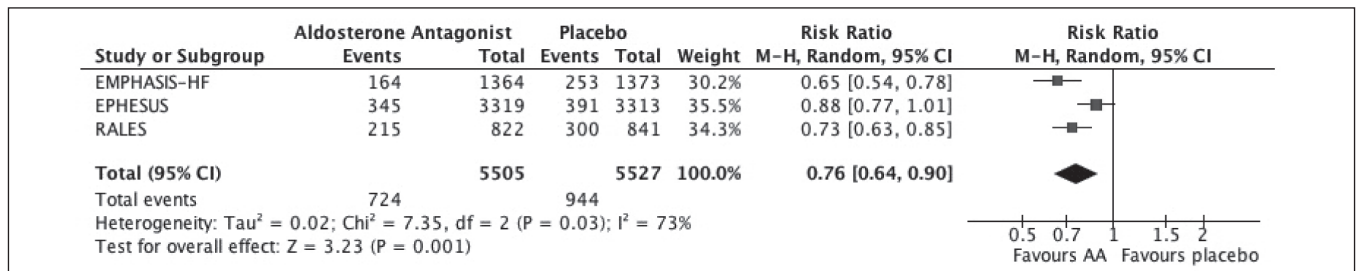 Aldosterone Antagonist Placebo Risk Ratio Risk Ratio
Study or Subgroup Events Total Events Total Weight M-H, Random, 95% CI M-H, Random, 95% CI
EMPHASIS-HF 164 1364 253 1373 30.2% 0.65 [0.54, 0.78]
EPHESUS 345 3319 391 3313 35.5% 0.88 [0.77, 1.01]
RALES 215 822 300 841 34.3% 0.73 [0.63, 0.85]
Total (95% CI) 5505 5527 100.0% 0.76 [0.64, 0.90]
Total events 724 944
Heterogeneity: Tau² = 0.02; Chi² = 7.35, df = 2 (P = 0.03); I² = 73%
Test for overall effect: Z = 3.23 (P = 0.001)
0.5 0.7 1 1.5 2
Favours AA Favours placebo